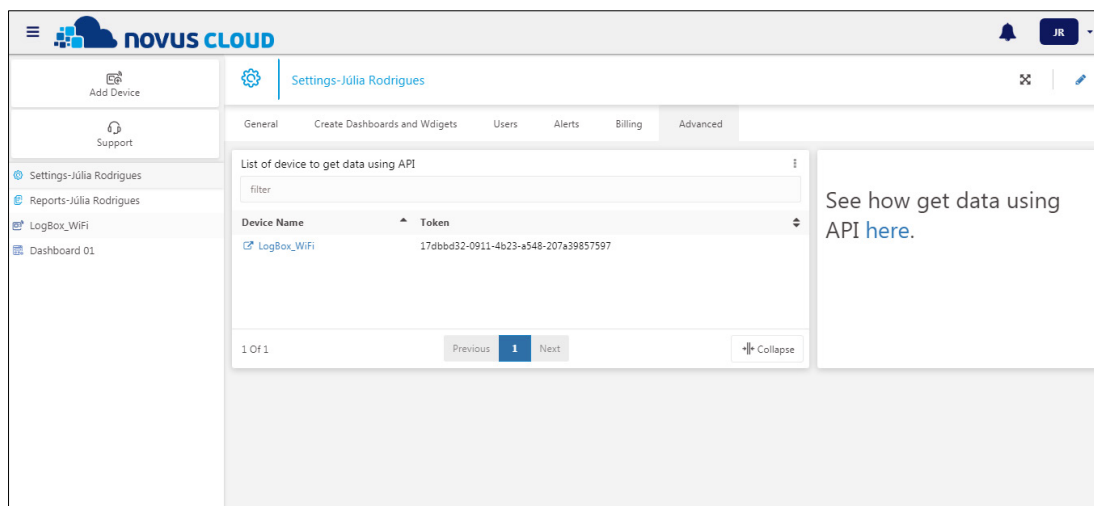 NOVUS CLOUD
JR
Add Device
Support
Settings-Júlia Rodrigues
Reports-Júlia Rodrigues
LogBox_WiFi
Dashboard 01
Settings-Júlia Rodrigues
General Create Dashboards and Wdigets Users Alerts Billing Advanced
List of device to get data using API
filter
Device Name Token
LogBox_WiFi 17dbbd32-0911-4b23-a548-207a39857597
1 Of 1 Previous 1 Next Collapse
See how get data using
API here.